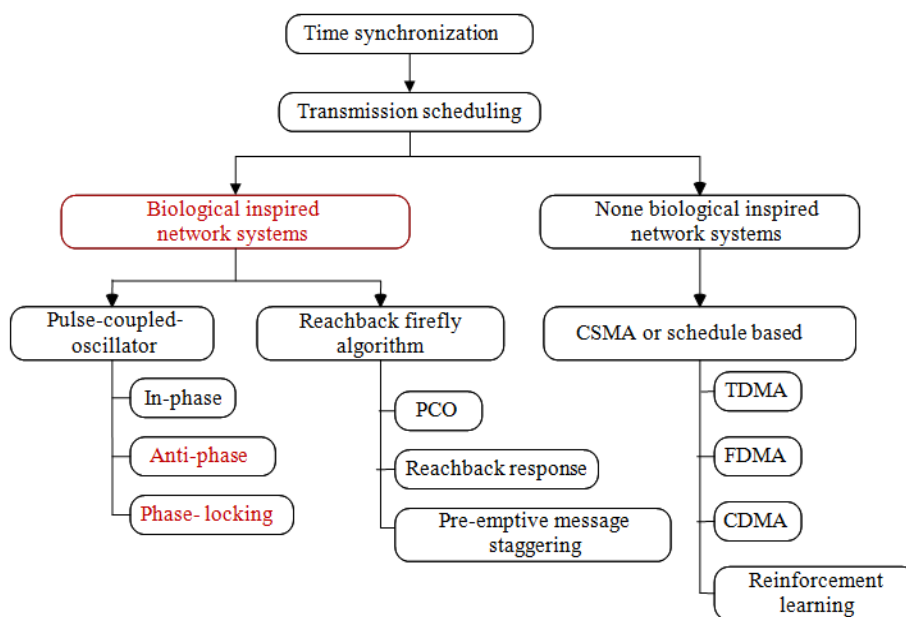 Time synchronization
Transmission scheduling
Biological inspired
network systems
None biological inspired
network systems
Pulse-coupled-
oscillator
Reachback firefly
algorithm
CSMA or schedule based
In-phase
Anti-phase
Phase- locking
PCO
Reachback response
Pre-emptive message
staggering
TDMA
FDMA
CDMA
Reinforcement
learning